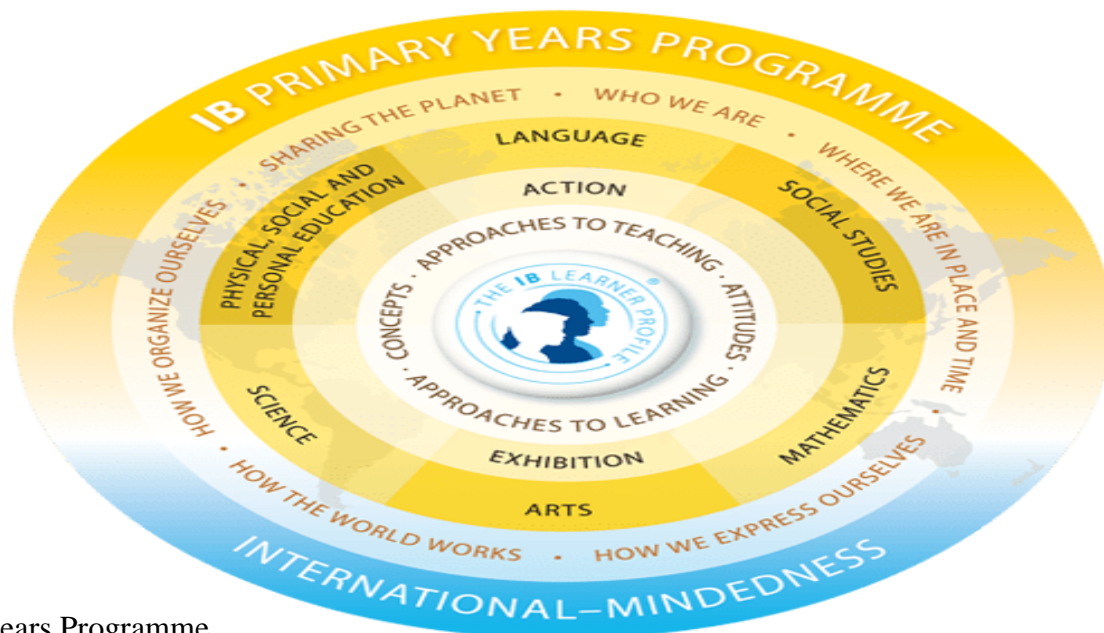 IB PRIMARY YEARS PROGRAMME
SHARING THE PLANET · WHO WE ARE · WHERE WE ARE IN PLACE AND TIME · HOW WE EXPRESS OURSELVES · HOW THE WORLD WORKS · HOW WE ORGANIZE OURSELVES ·
LANGUAGE
SOCIAL STUDIES
MATHEMATICS
ARTS
SCIENCE
PHYSICAL, SOCIAL AND
PERSONAL EDUCATION
ACTION
EXHIBITION
APPROACHES TO TEACHING · ATTITUDES · APPROACHES TO LEARNING · CONCEPTS ·
THE IB LEARNER PROFILE ®
INTERNATIONAL–MINDEDNESS
Programme